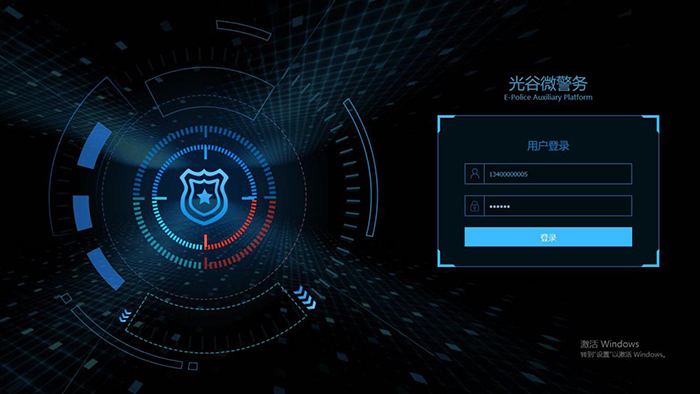 光谷微警务
E-Police Auxiliary Platform
用户登录
13400000005
••••••
登录
激活 Windows
转到"设置"以激活 Windows。